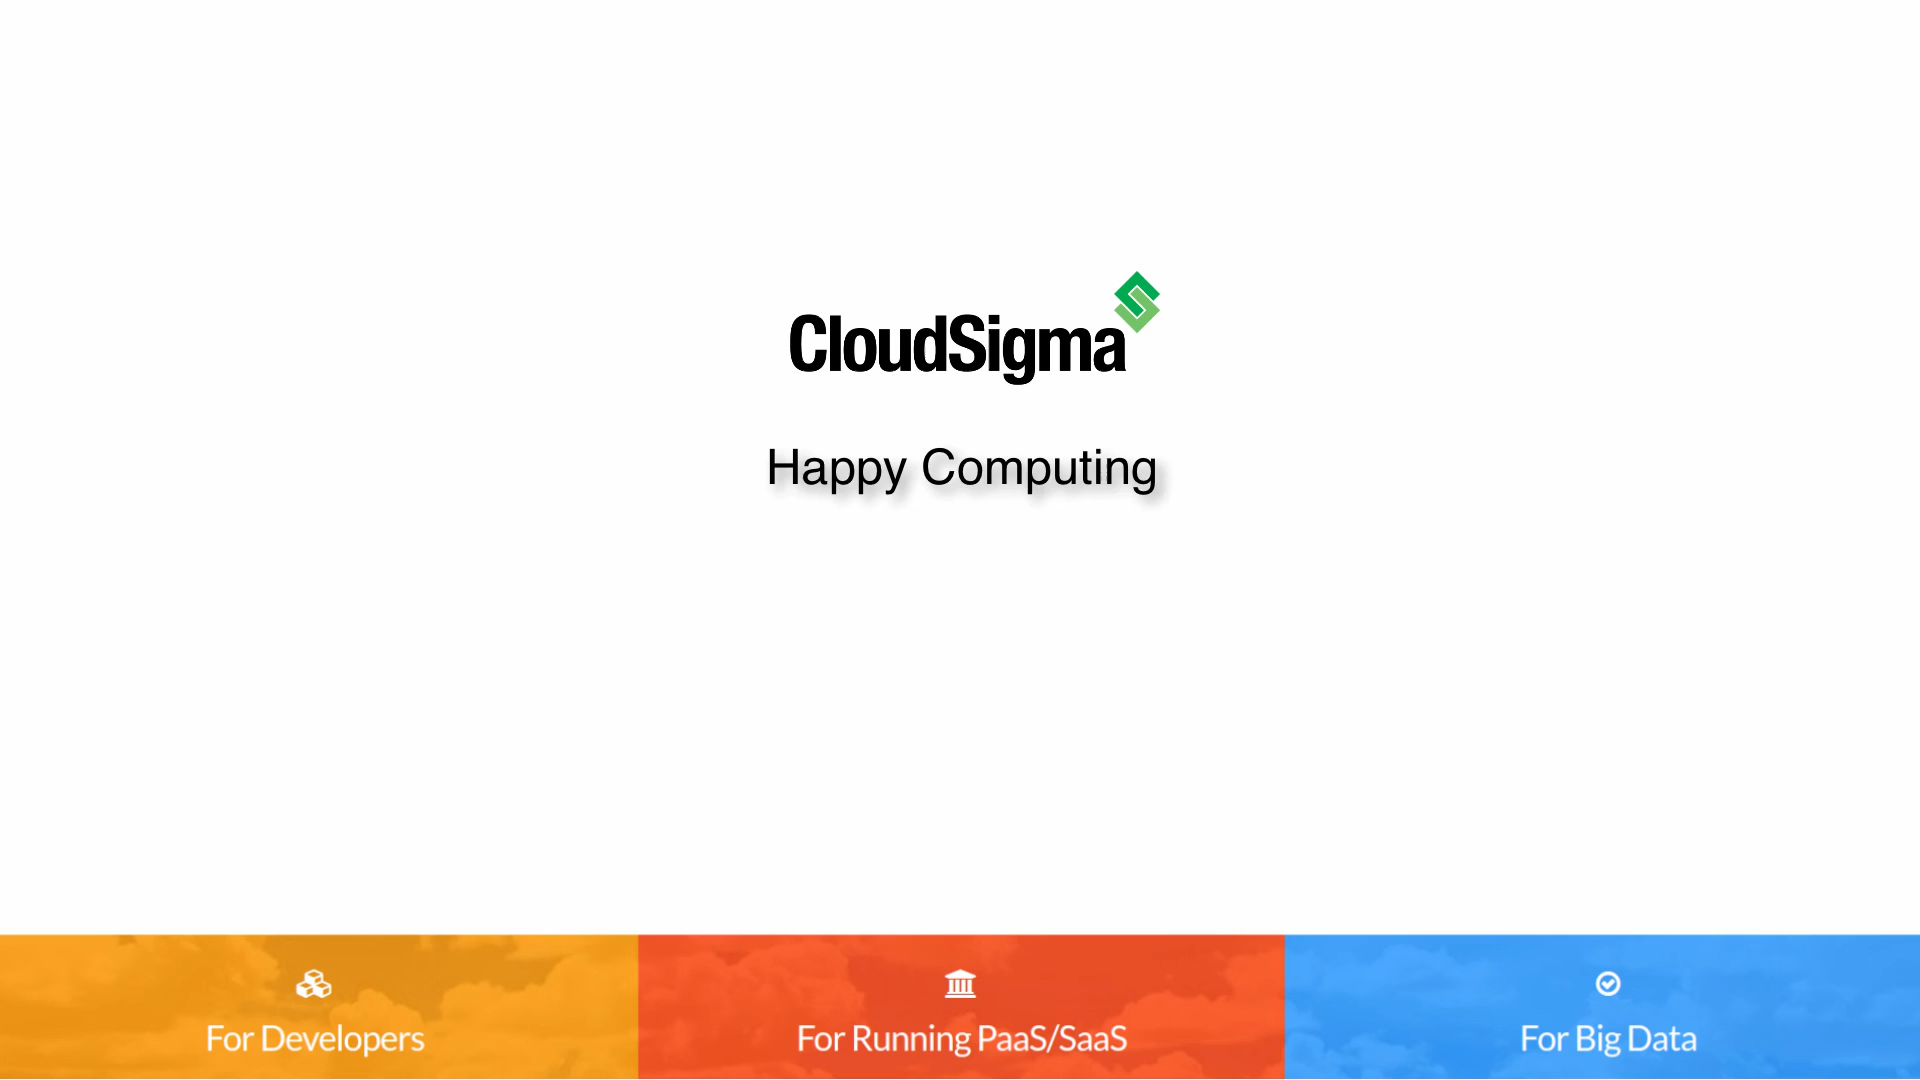 CloudSigma
Happy Computing
For Developers
For Running PaaS/SaaS
For Big Data